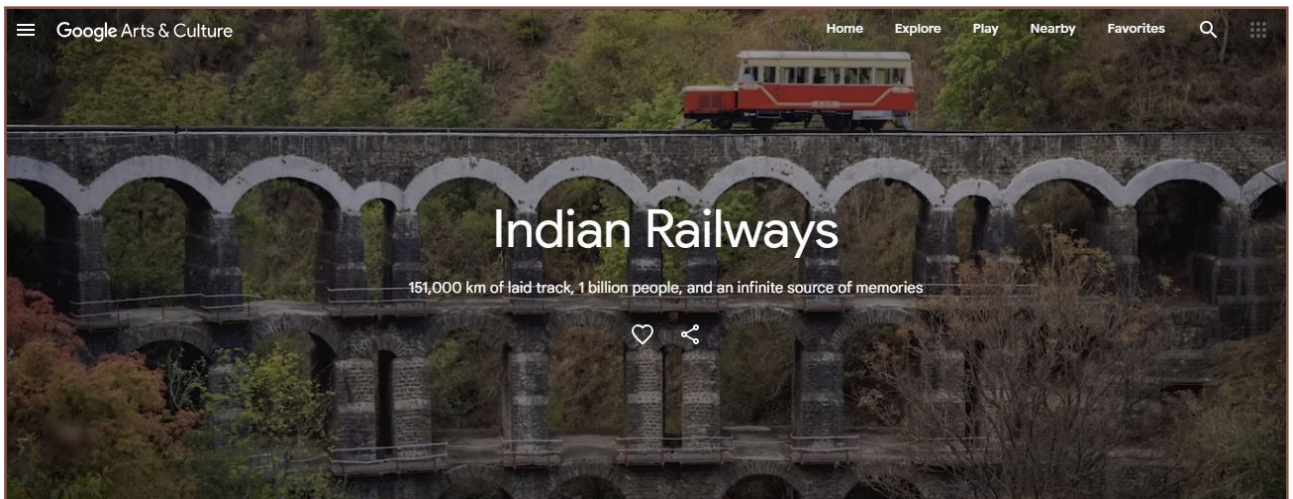 Google Arts & Culture
Home Explore Play Nearby Favorites
Indian Railways
151,000 km of laid track, 1 billion people, and an infinite source of memories